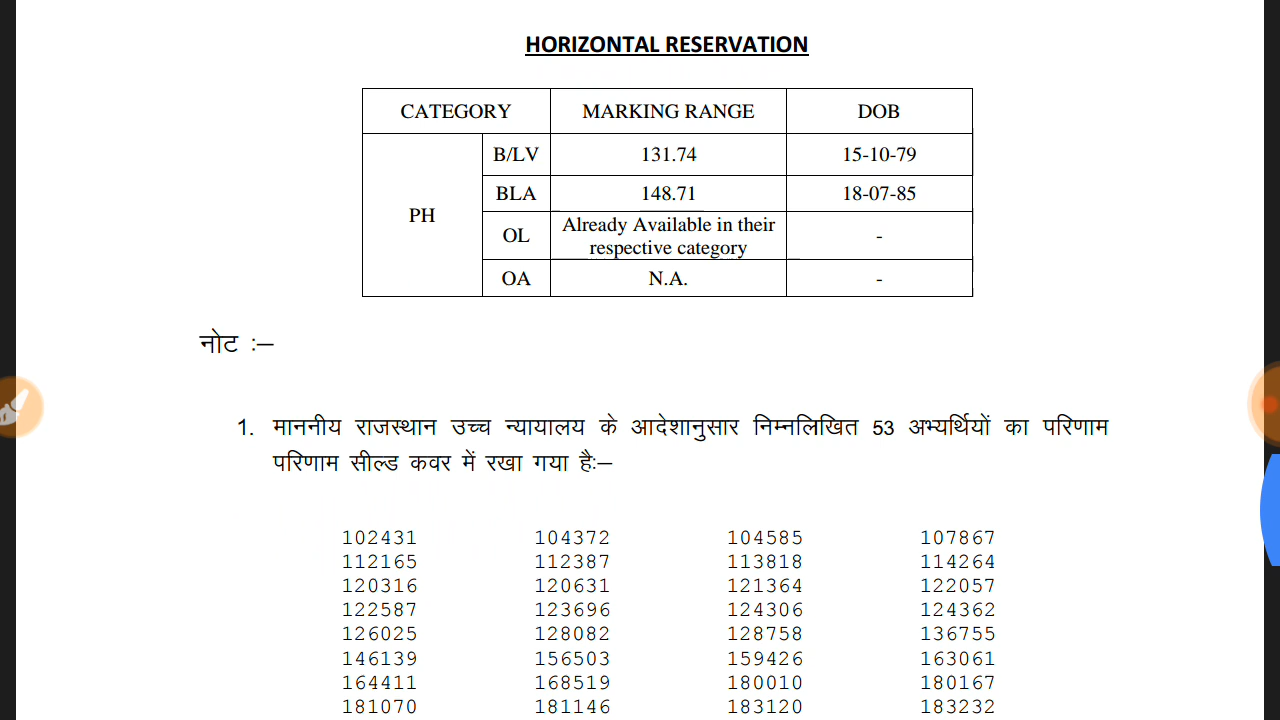 HORIZONTAL RESERVATION
CATEGORY MARKING RANGE DOB
PH
B/LV 131.74 15-10-79
BLA 148.71 18-07-85
OL Already Available in their respective category -
OA N.A. -
नोट :–
1. माननीय राजस्थान उच्च न्यायालय के आदेशानुसार निम्नलिखित 53 अभ्यर्थियों का परिणाम
परिणाम सील्ड कवर में रखा गया है:–
102431 104372 104585 107867
112165 112387 113818 114264
120316 120631 121364 122057
122587 123696 124306 124362
126025 128082 128758 136755
146139 156503 159426 163061
164411 168519 180010 180167
181070 181146 183120 183232